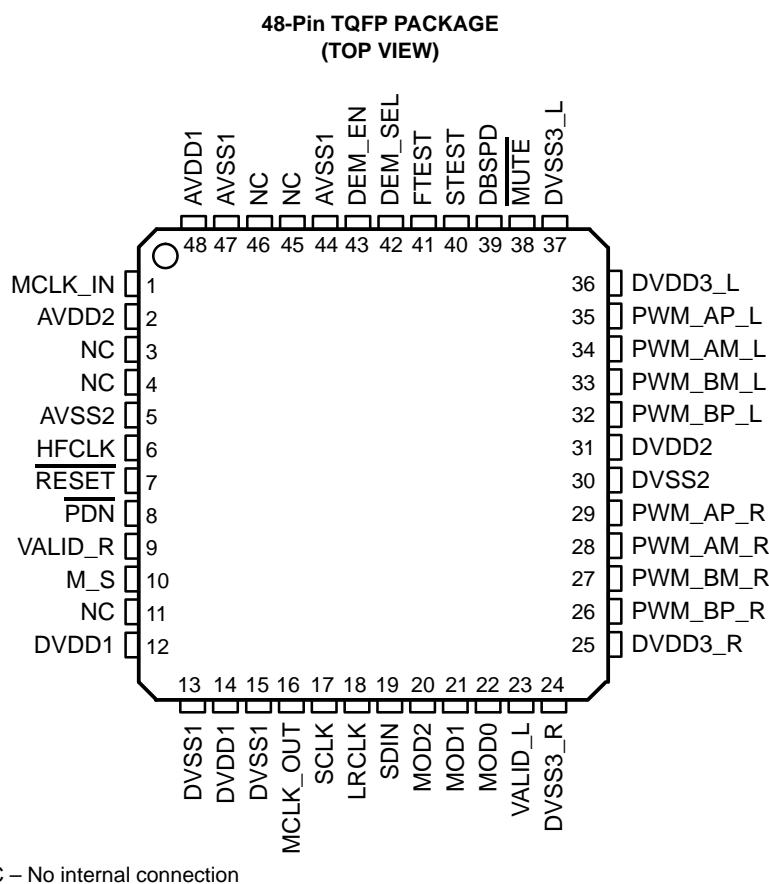 48-Pin TQFP PACKAGE
(TOP VIEW)
AVDD1
AVSS1
NC
NC
AVSS1
DEM_EN
DEM_SEL
FTEST
STEST
DBSPD
MUTE
DVSS3_L
48 47 46 45 44 43 42 41 40 39 38 37
MCLK_IN 1
AVDD2 2
NC 3
NC 4
AVSS2 5
HFCLK 6
RESET 7
PDN 8
VALID_R 9
M_S 10
NC 11
DVDD1 12
36 DVDD3_L
35 PWM_AP_L
34 PWM_AM_L
33 PWM_BM_L
32 PWM_BP_L
31 DVDD2
30 DVSS2
29 PWM_AP_R
28 PWM_AM_R
27 PWM_BM_R
26 PWM_BP_R
25 DVDD3_R
13 14 15 16 17 18 19 20 21 22 23 24
DVSS1
DVDD1
DVSS1
MCLK_OUT
SCLK
LRCLK
SDIN
MOD2
MOD1
MOD0
VALID_L
DVSS3_R
C – No internal connection